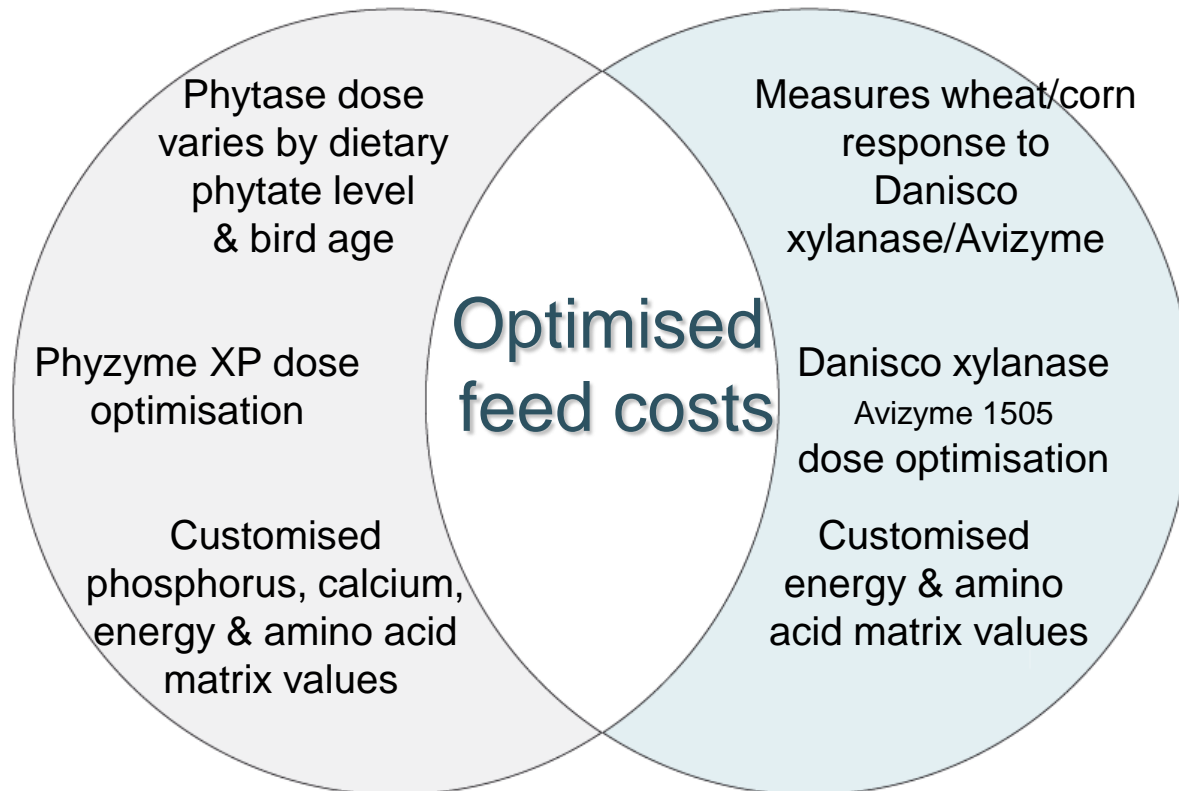 Phytase dose
varies by dietary
phytate level
& bird age
Phyzyme XP dose
optimisation
Customised
phosphorus, calcium,
energy & amino acid
matrix values
Optimised
feed costs
Measures wheat/corn
response to
Danisco
xylanase/Avizyme
Danisco xylanase
Avizyme 1505
dose optimisation
Customised
energy & amino
acid matrix values